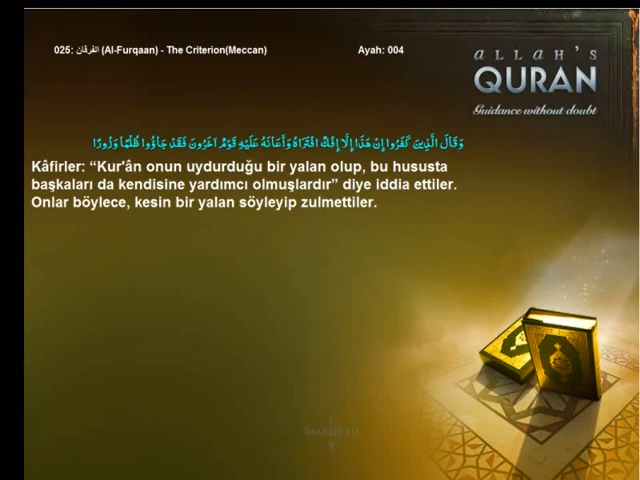 025: الفرقان (Al-Furqaan) - The Criterion(Meccan) Ayah: 004
ALLAH'S
QURAN
Guidance without doubt
وَقَالَ الَّذِينَ كَفَرُوا إِنْ هَذَا إِلَّا إِفْكٌ افْتَرَاهُ وَأَعَانَهُ عَلَيْهِ قَوْمٌ آخَرُونَ فَقَدْ جَاؤُوا ظُلْمًا وَزُورًا
Kâfirler: “Kur'ân onun uydurduğu bir yalan olup, bu hususta
başkaları da kendisine yardımcı olmuşlardır” diye iddia ettiler.
Onlar böylece, kesin bir yalan söyleyip zulmettiler.